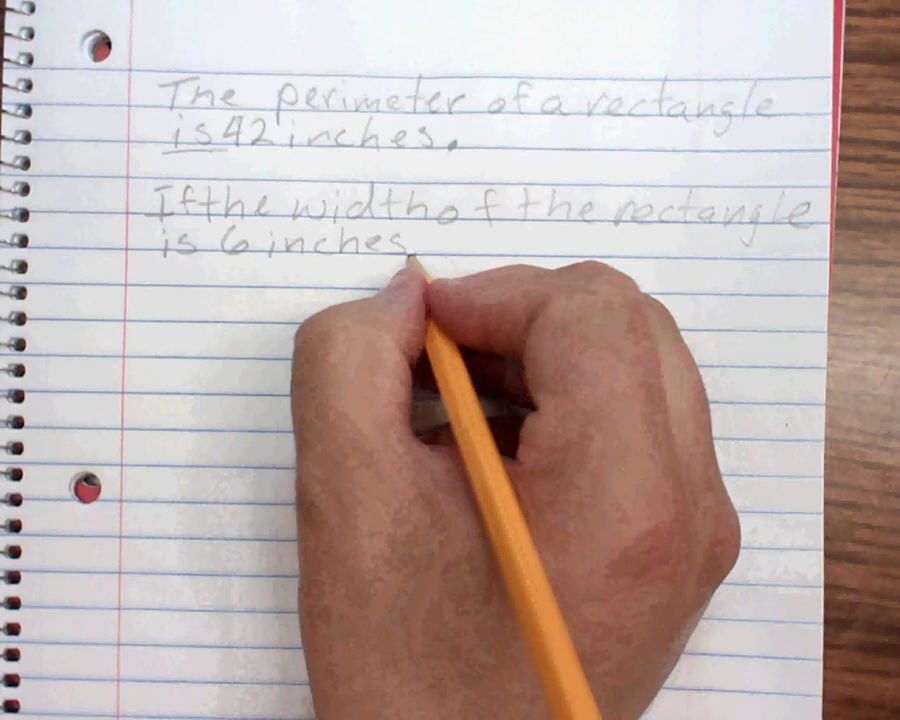 The perimeter of a rectangle
is 42 inches.
If the width of the rectangle
is 6 inches,